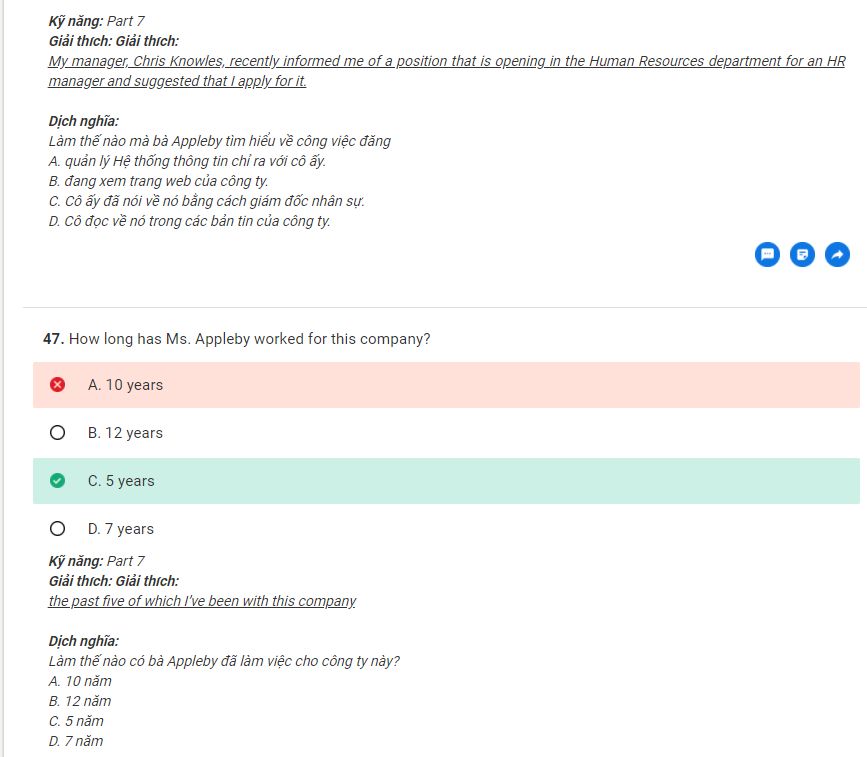 Kỹ năng: Part 7
Giải thích: Giải thích:
My manager, Chris Knowles, recently informed me of a position that is opening in the Human Resources department for an HR
manager and suggested that I apply for it.
Dịch nghĩa:
Làm thế nào mà bà Appleby tìm hiểu về công việc đăng
A. quản lý Hệ thống thông tin chỉ ra với cô ấy.
B. đang xem trang web của công ty.
C. Cô ấy đã nói về nó bằng cách giám đốc nhân sự.
D. Cô đọc về nó trong các bản tin của công ty.
47. How long has Ms. Appleby worked for this company?
A. 10 years
B. 12 years
C. 5 years
D. 7 years
Kỹ năng: Part 7
Giải thích: Giải thích:
the past five of which I've been with this company
Dịch nghĩa:
Làm thế nào có bà Appleby đã làm việc cho công ty này?
A. 10 năm
B. 12 năm
C. 5 năm
D. 7 năm